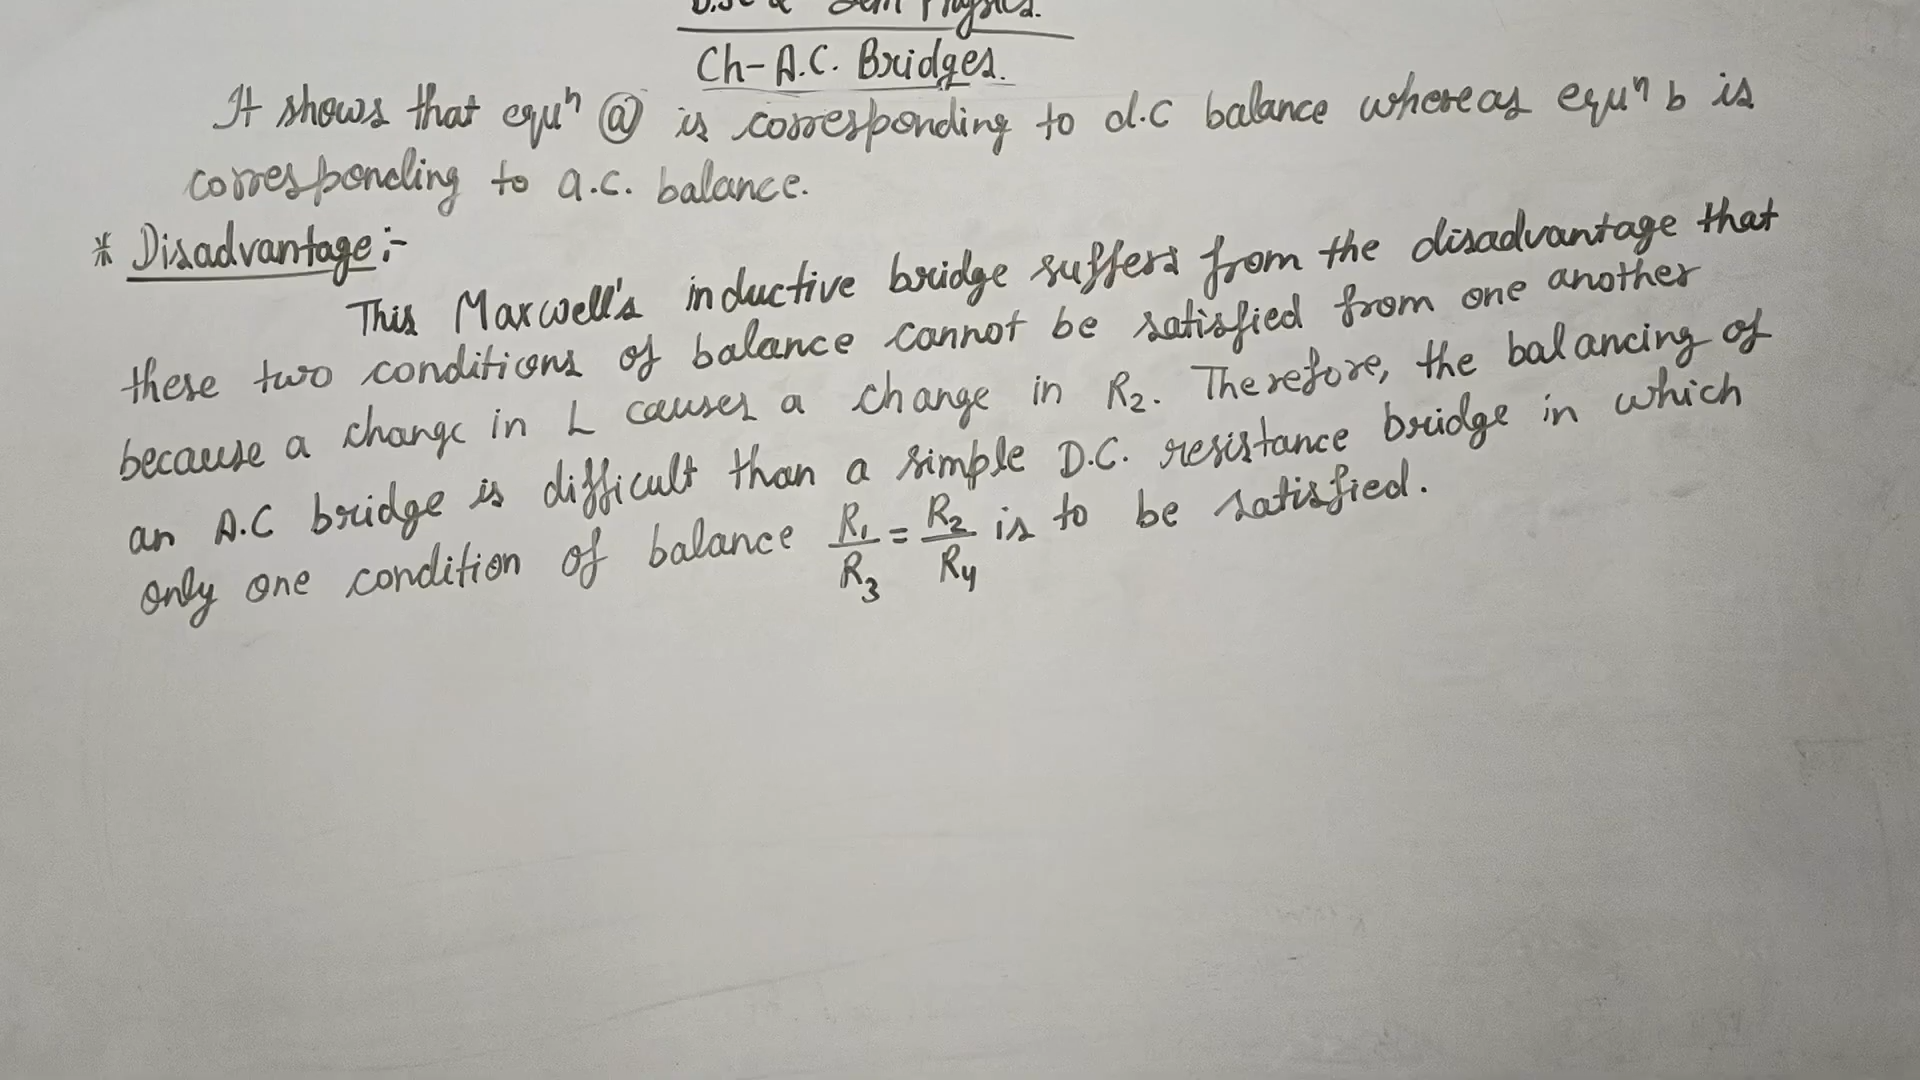 Sem Physics.
Ch-A.C. Bridges.
It shows that equⁿ ⓐ is corresponding to d.c balance whereas equⁿ b is
corresponding to a.c. balance.
* Disadvantage:-
This Maxwell's inductive bridge suffers from the disadvantage that
these two conditions of balance cannot be satisfied from one another
because a change in L causes a change in R₂. Therefore, the balancing of
an A.C bridge is difficult than a simple D.C. resistance bridge in which
only one condition of balance R₁/R₃ = R₂/R₄ is to be satisfied.